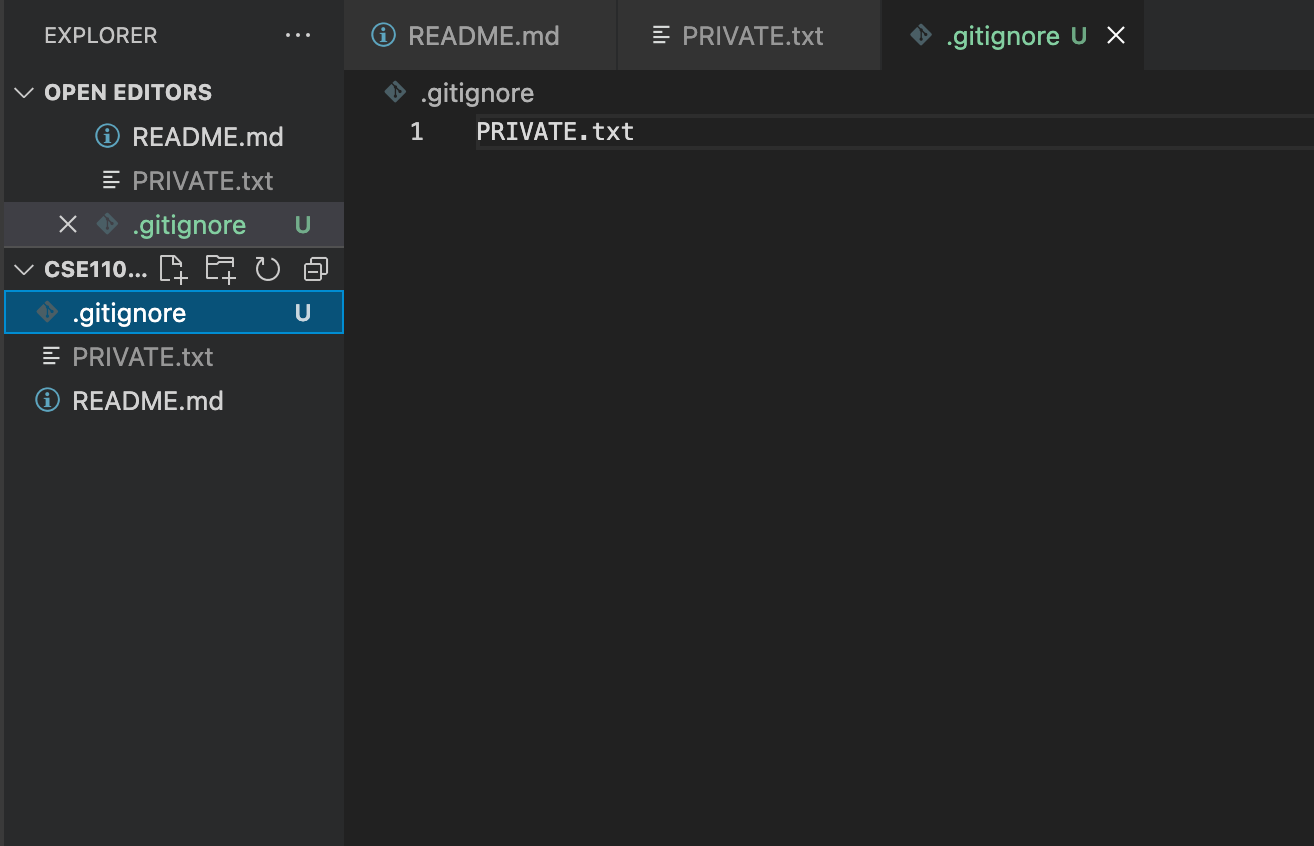 EXPLORER ...
OPEN EDITORS
README.md
PRIVATE.txt
.gitignore U
CSE110...
.gitignore U
PRIVATE.txt
README.md
README.md PRIVATE.txt .gitignore U
.gitignore
1 PRIVATE.txt